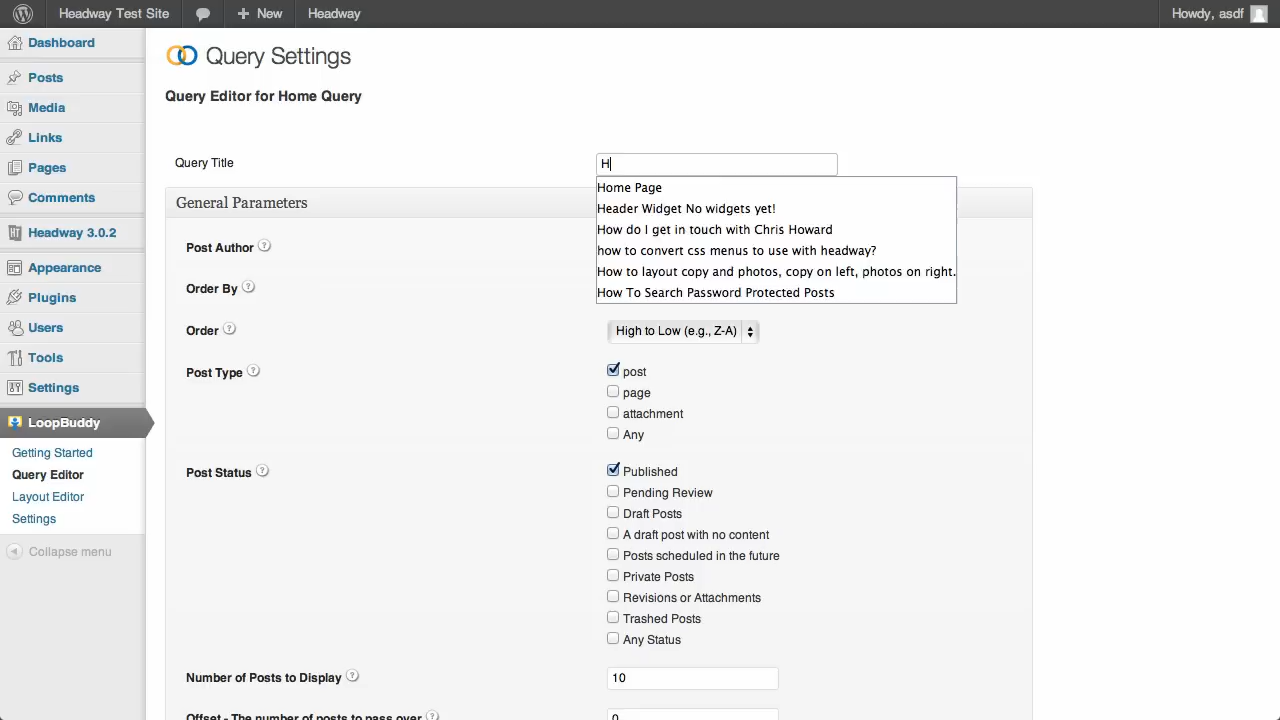 Headway Test Site
New
Headway
Howdy, asdf
Dashboard
Posts
Media
Links
Pages
Comments
Headway 3.0.2
Appearance
Plugins
Users
Tools
Settings
LoopBuddy
Getting Started
Query Editor
Layout Editor
Settings
Collapse menu
Query Settings
Query Editor for Home Query
Query Title
H
Home Page
Header Widget No widgets yet!
How do I get in touch with Chris Howard
how to convert css menus to use with headway?
How to layout copy and photos, copy on left, photos on right.
How To Search Password Protected Posts
General Parameters
Post Author ?
Order By ?
Order ?
High to Low (e.g., Z-A)
Post Type ?
post
page
attachment
Any
Post Status ?
Published
Pending Review
Draft Posts
A draft post with no content
Posts scheduled in the future
Private Posts
Revisions or Attachments
Trashed Posts
Any Status
Number of Posts to Display ?
10
Offset - The number of posts to pass over ?
0